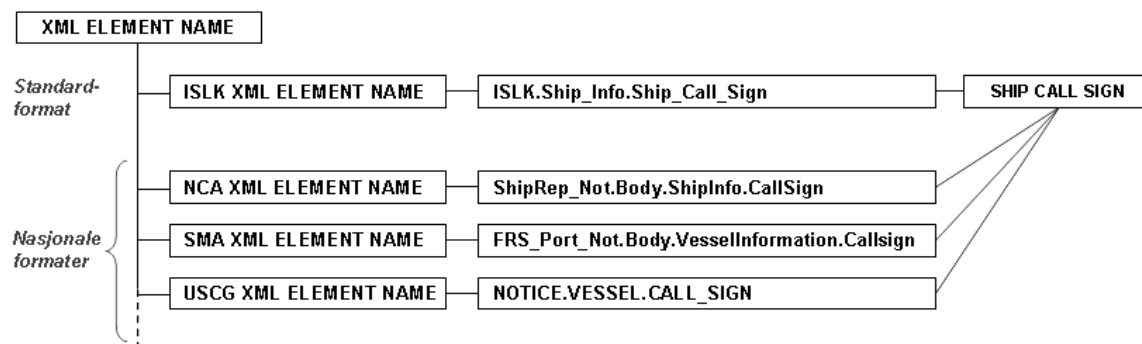 XML ELEMENT NAME
Standard-
format
ISLK XML ELEMENT NAME
ISLK.Ship_Info.Ship_Call_Sign
SHIP CALL SIGN
NCA XML ELEMENT NAME
ShipRep_Not.Body.ShipInfo.CallSign
Nasjonale
formater
SMA XML ELEMENT NAME
FRS_Port_Not.Body.VesselInformation.Callsign
USCG XML ELEMENT NAME
NOTICE.VESSEL.CALL_SIGN